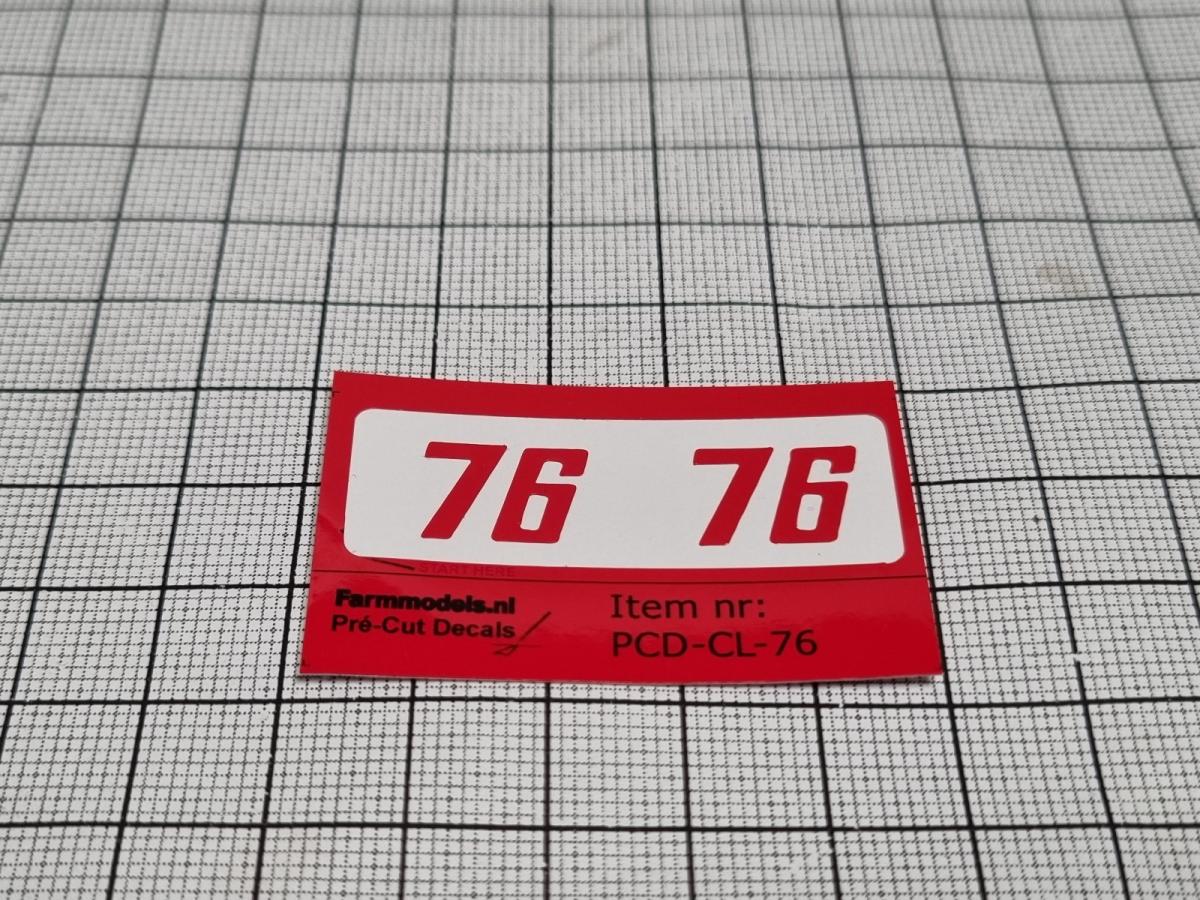 76 76
START HERE
Farmmodels.nl
Pré-Cut Decals
Item nr:
PCD-CL-76